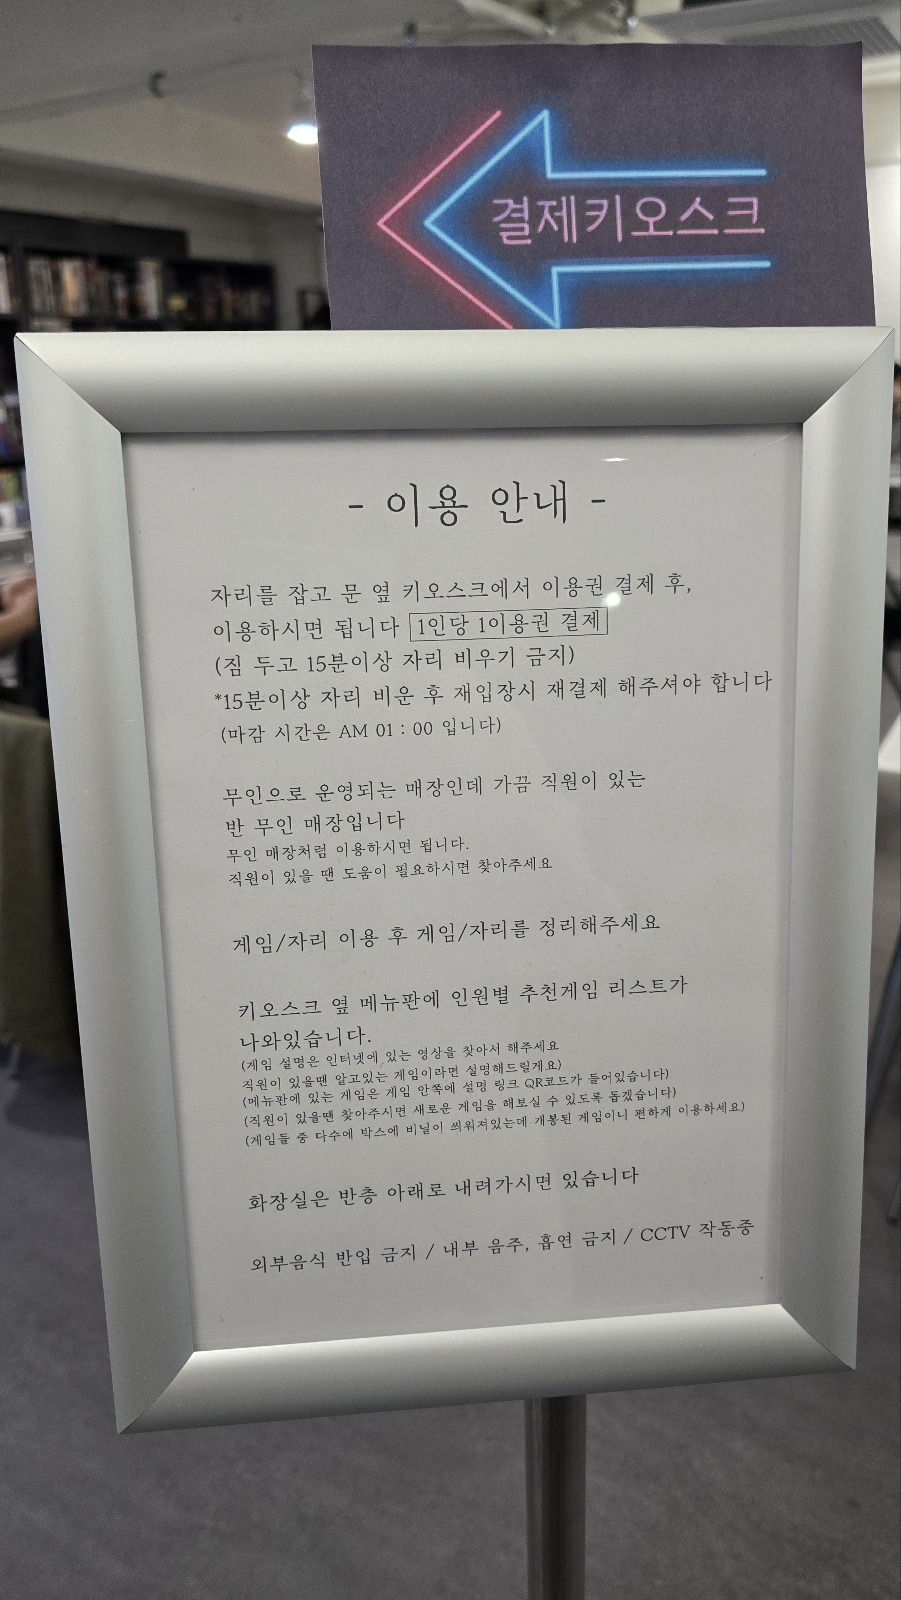 결제키오스크
- 이용 안내 -
자리를 잡고 문 옆 키오스크에서 이용권 결제 후,
이용하시면 됩니다 1인당 1이용권 결제
(짐 두고 15분이상 자리 비우기 금지)
*15분이상 자리 비운 후 재입장시 재결제 해주셔야 합니다
(마감 시간은 AM 01 : 00 입니다)
무인으로 운영되는 매장인데 가끔 직원이 있는
반 무인 매장입니다
무인 매장처럼 이용하시면 됩니다.
직원이 있을 땐 도움이 필요하시면 찾아주세요
게임/자리 이용 후 게임/자리를 정리해주세요
키오스크 옆 메뉴판에 인원별 추천게임 리스트가
나와있습니다.
(게임 설명은 인터넷에 있는 영상을 찾아서 해주세요
직원이 있을땐 알고있는 게임이라면 설명해드릴게요)
(메뉴판에 있는 게임은 게임 안쪽에 설명 링크 QR코드가 들어있습니다)
(직원이 있을땐 찾아주시면 새로운 게임을 해보실 수 있도록 돕겠습니다)
(게임들 중 다수에 박스에 비닐이 씌워져있는데 개봉된 게임이니 편하게 이용하세요)
화장실은 반층 아래로 내려가시면 있습니다
외부음식 반입 금지 / 내부 음주, 흡연 금지 / CCTV 작동중